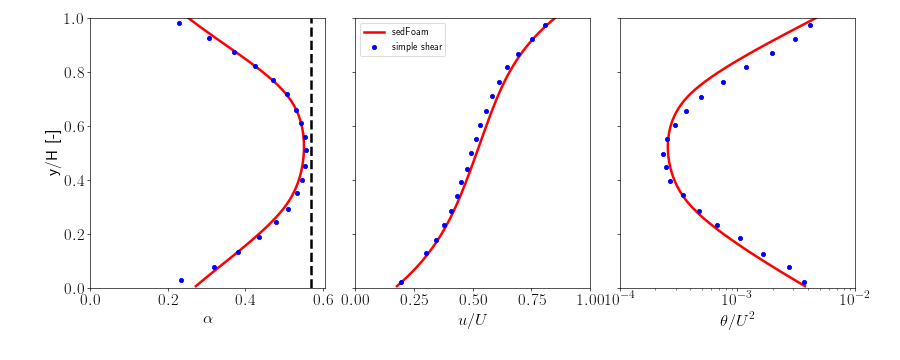 1.0
0.8
0.6
0.4
0.2
0.0
y/H [-]
0.0 0.2 0.4 0.6
α
sedFoam
simple shear
0.00 0.25 0.50 0.75 1.00
u/U
10⁻⁴ 10⁻³ 10⁻²
θ/U²